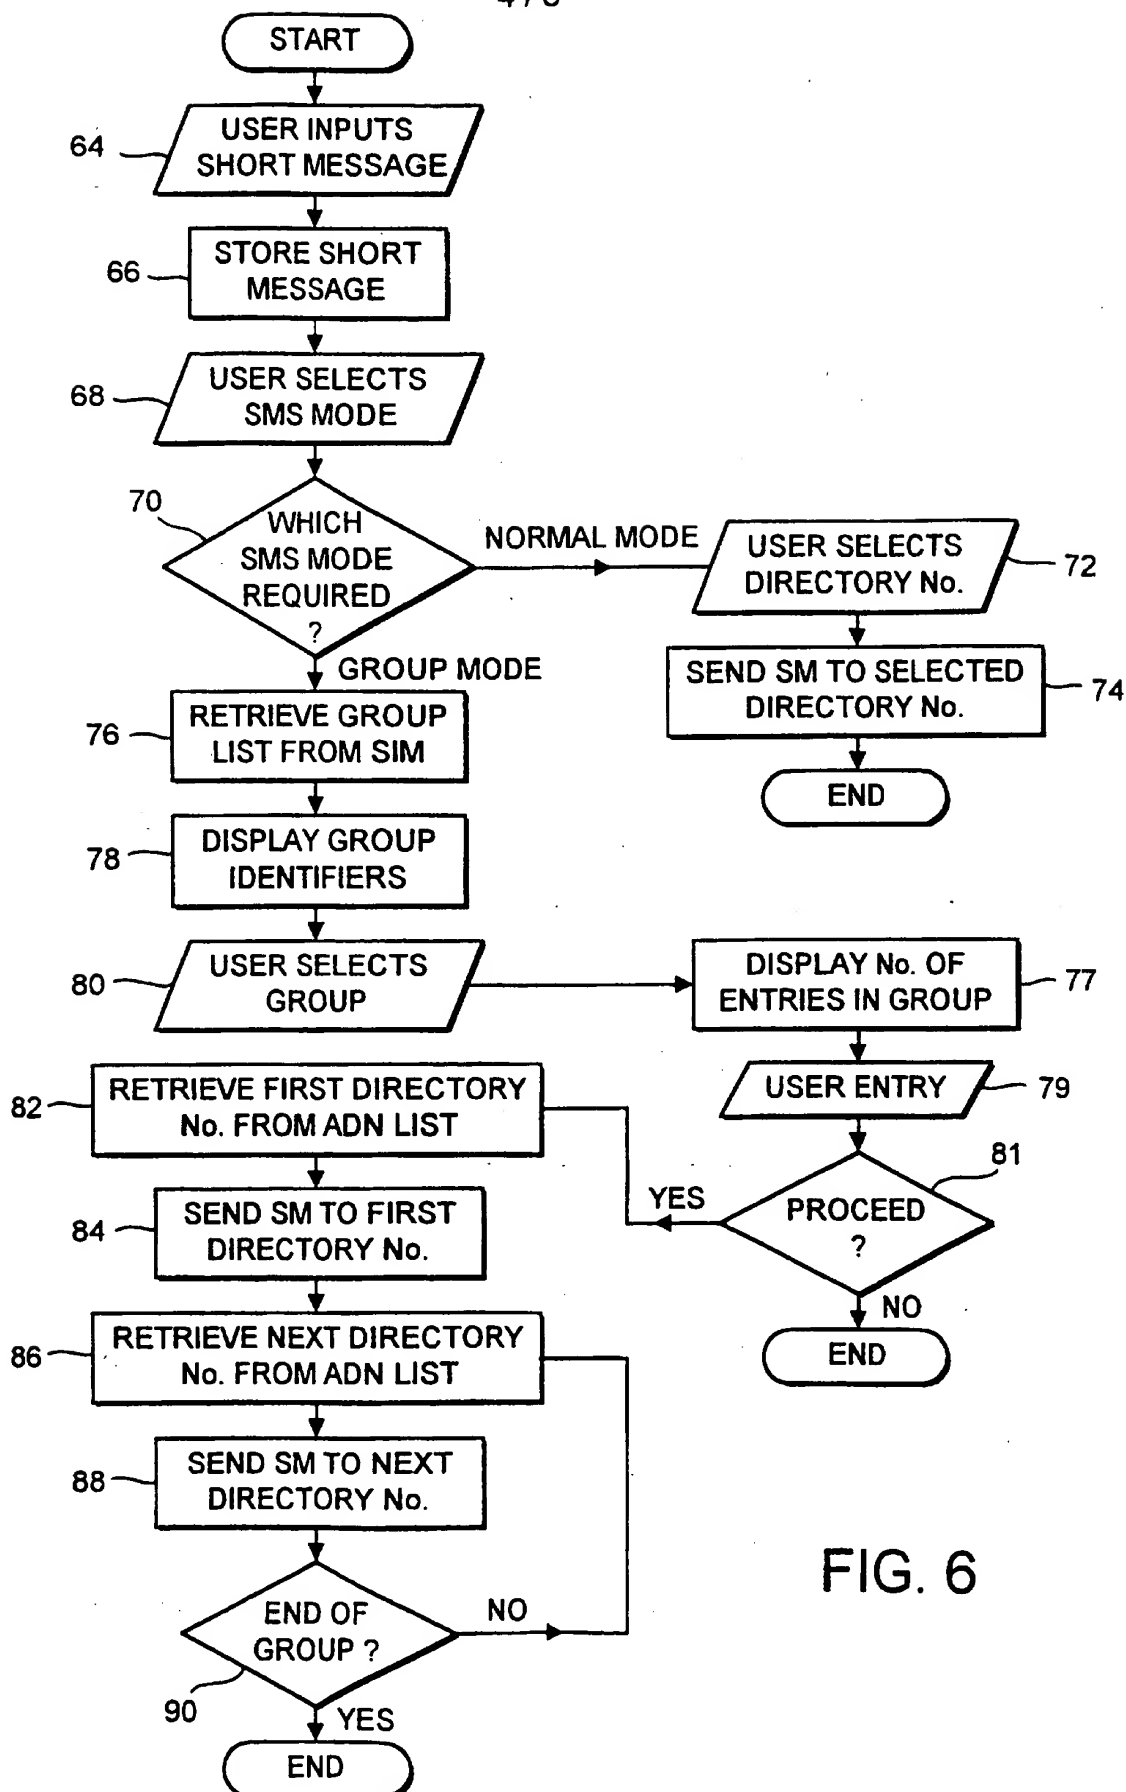 START
64
USER INPUTS
SHORT MESSAGE
66
STORE SHORT
MESSAGE
68
USER SELECTS
SMS MODE
70
WHICH
SMS MODE
REQUIRED
?
NORMAL MODE
USER SELECTS
DIRECTORY No.
72
SEND SM TO SELECTED
DIRECTORY No.
74
END
GROUP MODE
76
RETRIEVE GROUP
LIST FROM SIM
78
DISPLAY GROUP
IDENTIFIERS
80
USER SELECTS
GROUP
DISPLAY No. OF
ENTRIES IN GROUP
77
USER ENTRY
79
81
PROCEED
?
YES
NO
END
82
RETRIEVE FIRST DIRECTORY
No. FROM ADN LIST
84
SEND SM TO FIRST
DIRECTORY No.
86
RETRIEVE NEXT DIRECTORY
No. FROM ADN LIST
88
SEND SM TO NEXT
DIRECTORY No.
END OF
GROUP ?
NO
90
YES
END
FIG. 6